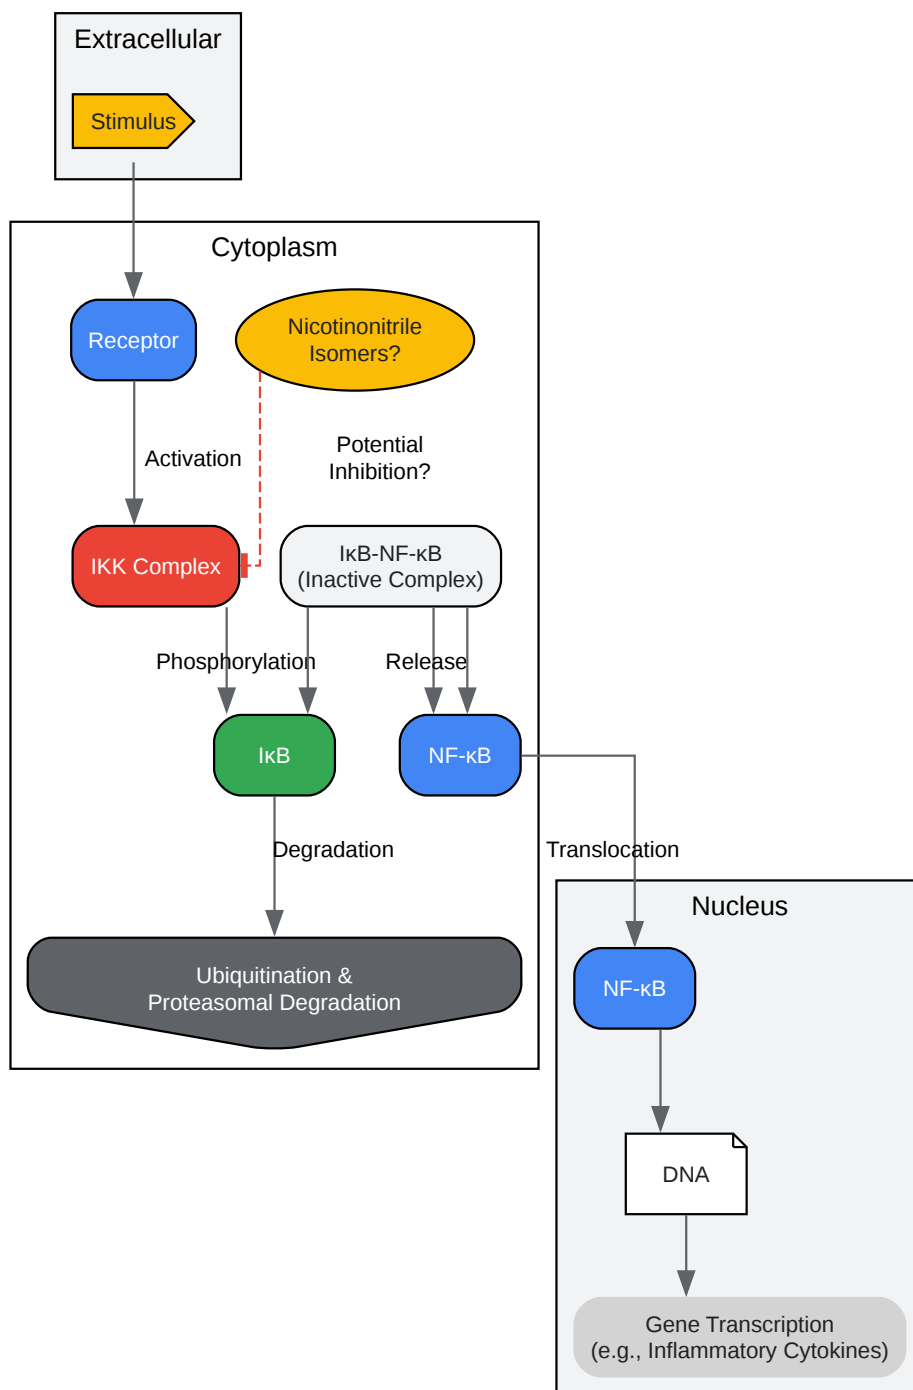 Extracellular
Stimulus
Cytoplasm
Receptor
Nicotinonitrile
Isomers?
Activation
Potential
Inhibition?
IKK Complex
IκB-NF-κB
(Inactive Complex)
Phosphorylation
Release
IκB
NF-κB
Degradation
Translocation
Nucleus
Ubiquitination &
Proteasomal Degradation
NF-κB
DNA
Gene Transcription
(e.g., Inflammatory Cytokines)